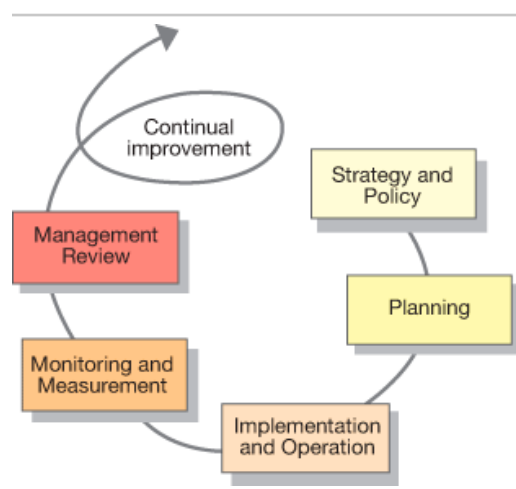 Continual
improvement
Strategy and
Policy
Management
Review
Planning
Monitoring and
Measurement
Implementation
and Operation